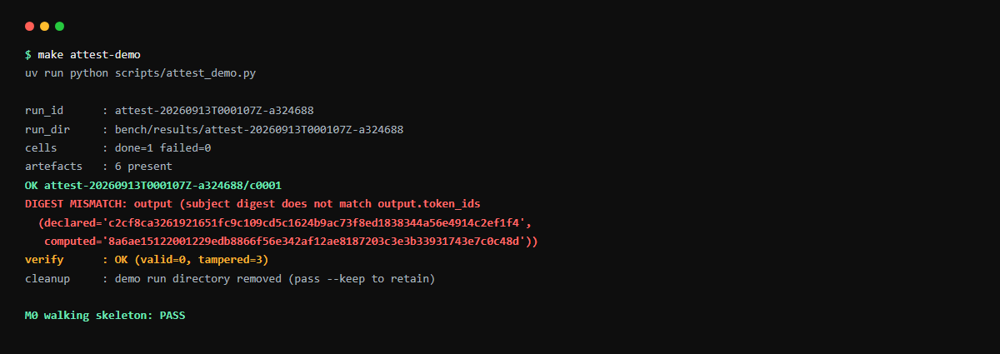 $ make attest-demo
uv run python scripts/attest_demo.py
run_id      : attest-20260913T000107Z-a324688
run_dir     : bench/results/attest-20260913T000107Z-a324688
cells       : done=1 failed=0
artefacts   : 6 present
OK attest-20260913T000107Z-a324688/c0001
DIGEST MISMATCH: output (subject digest does not match output.token_ids
  (declared='c2cf8ca3261921651fc9c109cd5c1624b9ac73f8ed1838344a56e4914c2ef1f4',
   computed='8a6ae15122001229edb8866f56e342af12ae8187203c3e3b33931743e7c0c48d'))
verify      : OK (valid=0, tampered=3)
cleanup     : demo run directory removed (pass --keep to retain)
M0 walking skeleton: PASS